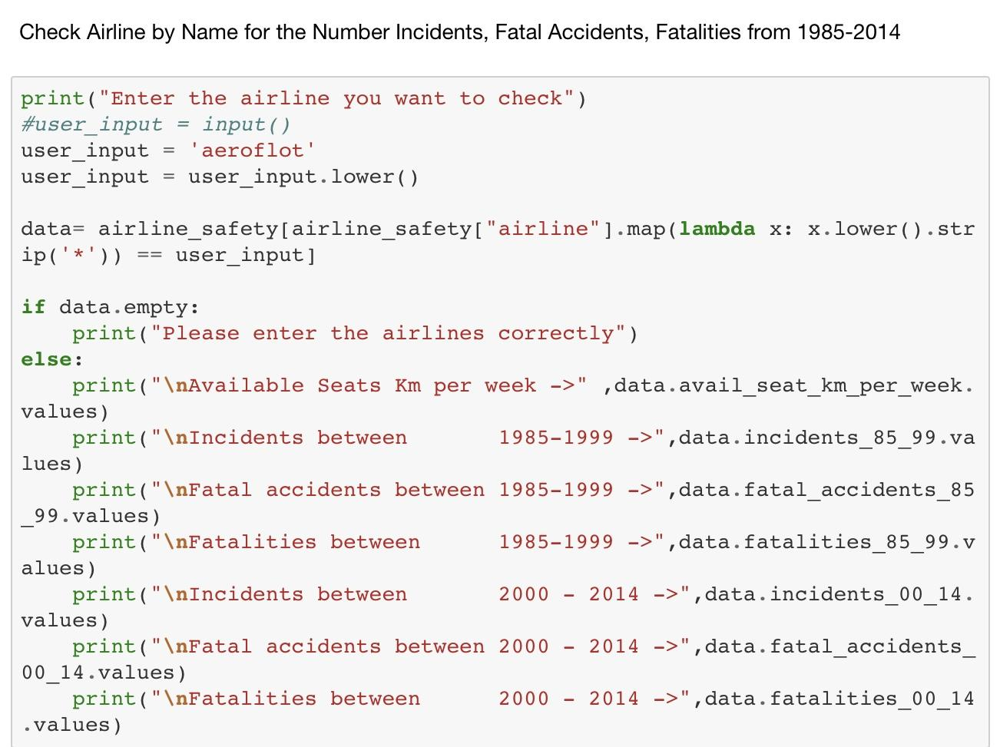 Check Airline by Name for the Number Incidents, Fatal Accidents, Fatalities from 1985-2014
print("Enter the airline you want to check")
#user_input = input()
user_input = 'aeroflot'
user_input = user_input.lower()
data= airline_safety[airline_safety["airline"].map(lambda x: x.lower().str
ip('*')) == user_input]
if data.empty:
    print("Please enter the airlines correctly")
else:
    print("\nAvailable Seats Km per week ->" ,data.avail_seat_km_per_week.
values)
    print("\nIncidents between       1985-1999 ->",data.incidents_85_99.va
lues)
    print("\nFatal accidents between 1985-1999 ->",data.fatal_accidents_85
_99.values)
    print("\nFatalities between      1985-1999 ->",data.fatalities_85_99.v
alues)
    print("\nIncidents between       2000 - 2014 ->",data.incidents_00_14.
values)
    print("\nFatal accidents between 2000 - 2014 ->",data.fatal_accidents_
00_14.values)
    print("\nFatalities between      2000 - 2014 ->",data.fatalities_00_14
.values)